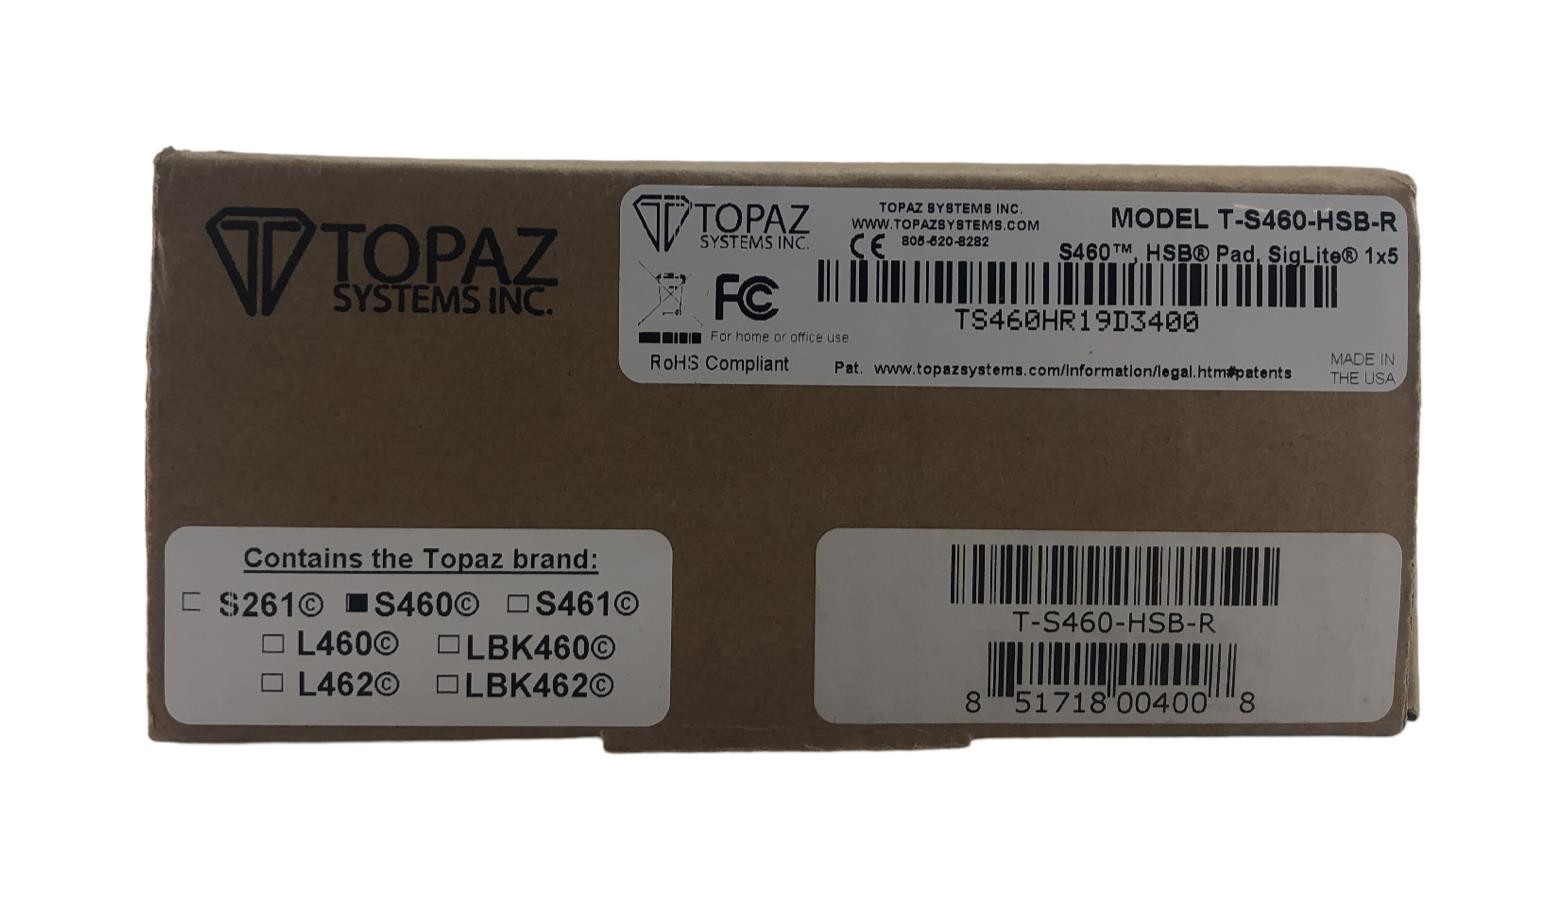 TOPAZ
SYSTEMS INC.
TOPAZ
SYSTEMS INC.
TOPAZ SYSTEMS INC.
WWW.TOPAZSYSTEMS.COM
CE 805-520-8282
MODEL T-S460-HSB-R
S460™, HSB® Pad, SigLite® 1x5
TS460HR19D3400
FC
For home or office use
RoHS Compliant
Pat. www.topazsystems.com/information/legal.htm#patents
MADE IN
THE USA
Contains the Topaz brand:
☐ S261© ■ S460© ☐ S461©
☐ L460© ☐ LBK460©
☐ L462© ☐ LBK462©
T-S460-HSB-R
8 51718 00400 8